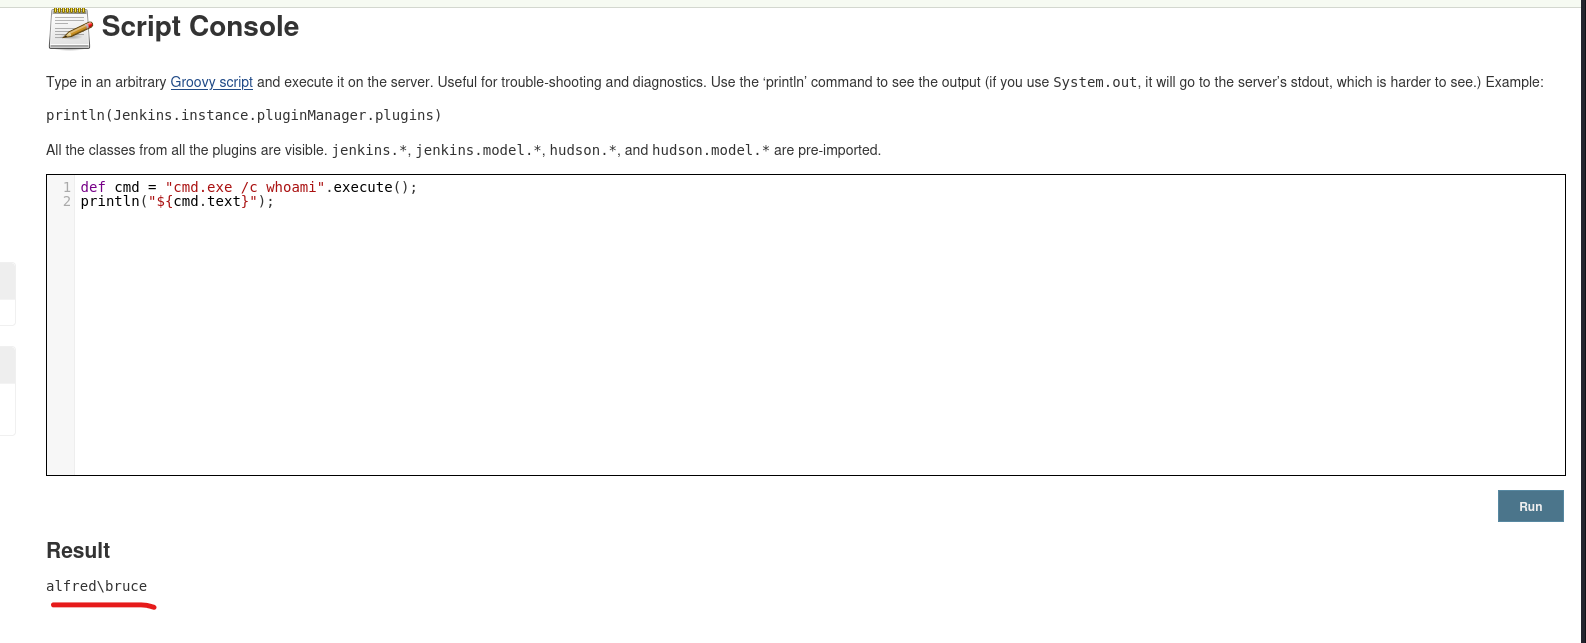 Script Console
Type in an arbitrary Groovy script and execute it on the server. Useful for trouble-shooting and diagnostics. Use the ‘println’ command to see the output (if you use System.out, it will go to the server’s stdout, which is harder to see.) Example:
println(Jenkins.instance.pluginManager.plugins)
All the classes from all the plugins are visible. jenkins.*, jenkins.model.*, hudson.*, and hudson.model.* are pre-imported.
1 def cmd = "cmd.exe /c whoami".execute();
2 println("${cmd.text}");
Run
Result
alfred\bruce